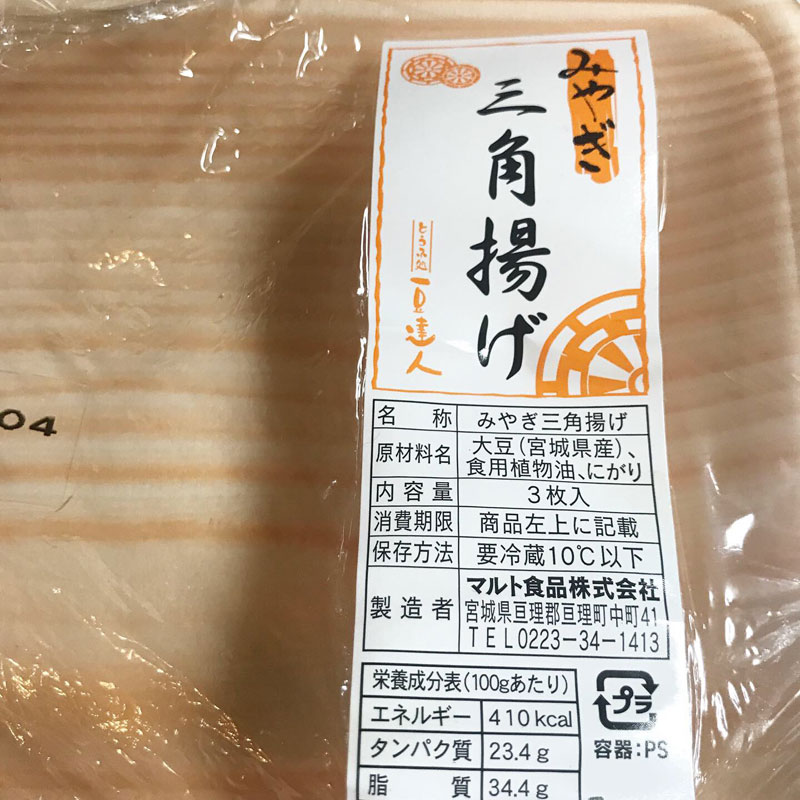 みやぎ
三角揚げ
とうふ処
豆達人
04
名称 みやぎ三角揚げ
原材料名 大豆(宮城県産)、
食用植物油、にがり
内容量 3枚入
消費期限 商品左上に記載
保存方法 要冷蔵10℃以下
製造者 マルト食品株式会社
宮城県亘理郡亘理町中町41
TEL0223-34-1413
栄養成分表(100gあたり)
エネルギー 410kcal
タンパク質 23.4g
脂質 34.4g
プラ
容器:PS